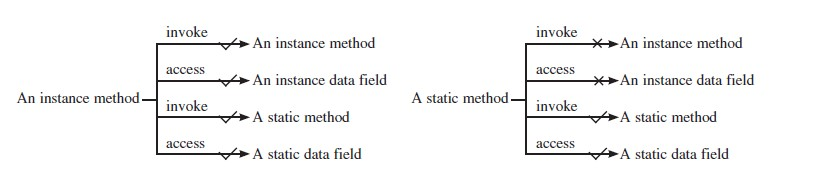 invoke
An instance method
access
An instance data field
An instance method
invoke
A static method
access
A static data field
invoke
An instance method
access
An instance data field
A static method
invoke
A static method
access
A static data field